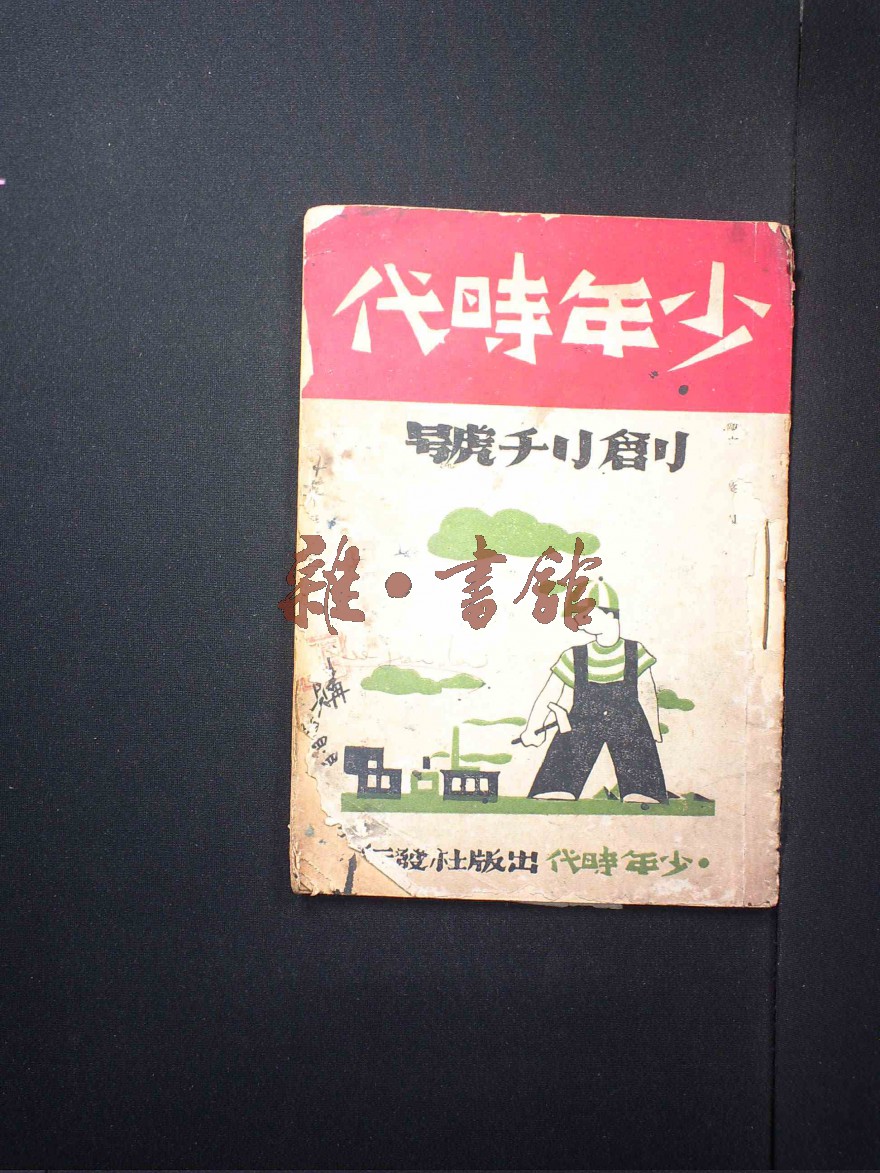 少年時代
創刊號
雜·書館
購
·少年時代出版社發行